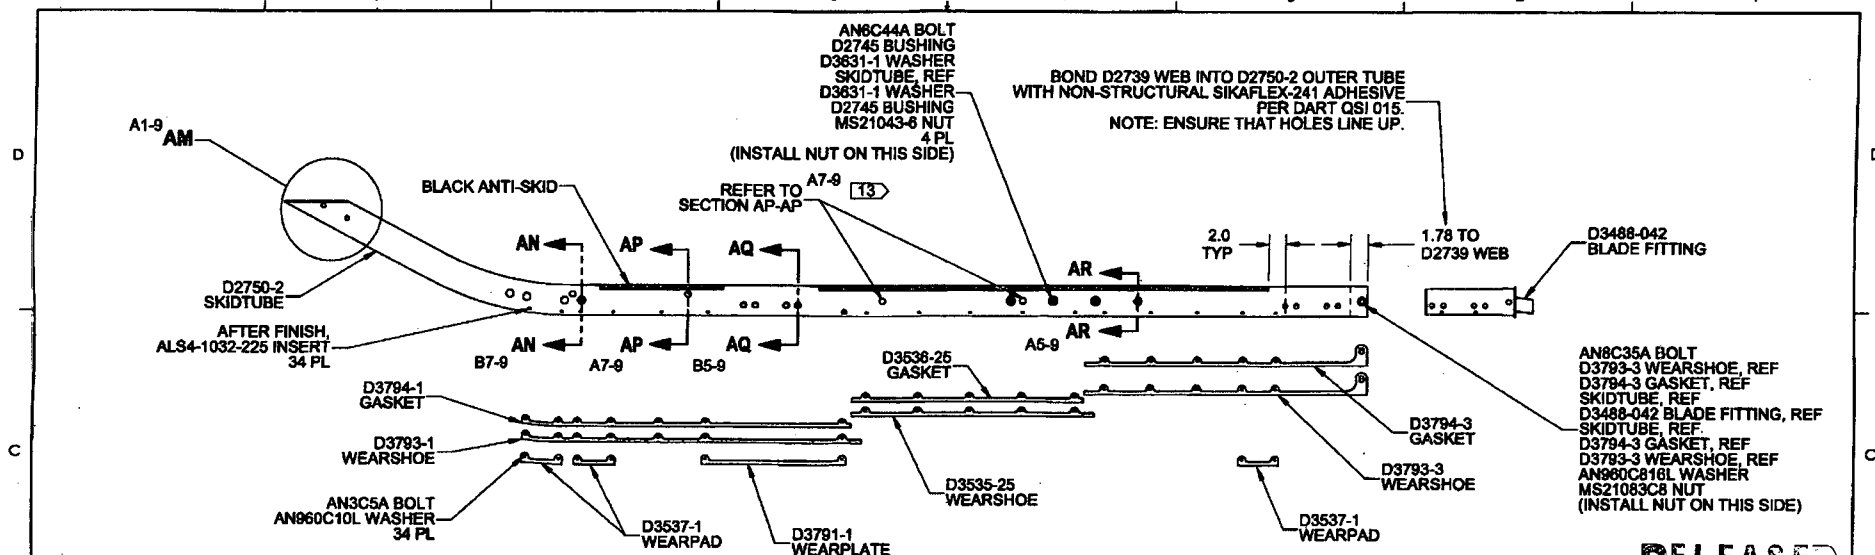 AN6C44A BOLT
D2745 BUSHING
D3631-1 WASHER
SKIDTUBE, REF
D3631-1 WASHER
D2745 BUSHING
MS21043-6 NUT
4 PL
(INSTALL NUT ON THIS SIDE)
BOND D2739 WEB INTO D2750-2 OUTER TUBE
WITH NON-STRUCTURAL SIKAFLEX-241 ADHESIVE
PER DART QSI 015.
NOTE: ENSURE THAT HOLES LINE UP.
A1-9
AM
D
BLACK ANTI-SKID
REFER TO
SECTION AP-AP
A7-9
13
AN
AP
AQ
AR
2.0
TYP
1.78 TO
D2739 WEB
D3488-042
BLADE FITTING
D2750-2
SKIDTUBE
AFTER FINISH,
ALS4-1032-225 INSERT
34 PL
AN
B7-9
AP
A7-9
AQ
B5-9
AR
A5-9
D3536-25
GASKET
D3794-1
GASKET
D3793-1
WEARSHOE
AN3C5A BOLT
AN960C10L WASHER
34 PL
D3537-1
WEARPAD
D3791-1
WEARPLATE
D3535-25
WEARSHOE
D3794-3
GASKET
D3793-3
WEARSHOE
D3537-1
WEARPAD
AN8C35A BOLT
D3793-3 WEARSHOE, REF
D3794-3 GASKET, REF
SKIDTUBE, REF
D3488-042 BLADE FITTING, REF
SKIDTUBE, REF.
D3794-3 GASKET, REF
D3793-3 WEARSHOE, REF
AN960C816L WASHER
MS21083C8 NUT
(INSTALL NUT ON THIS SIDE)
C
C
RELEASED